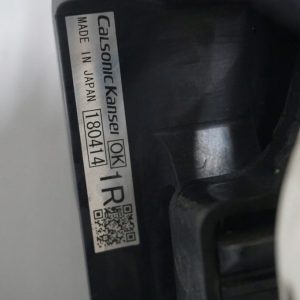 CalsonicKansei OK 1R
MADE IN JAPAN 180414